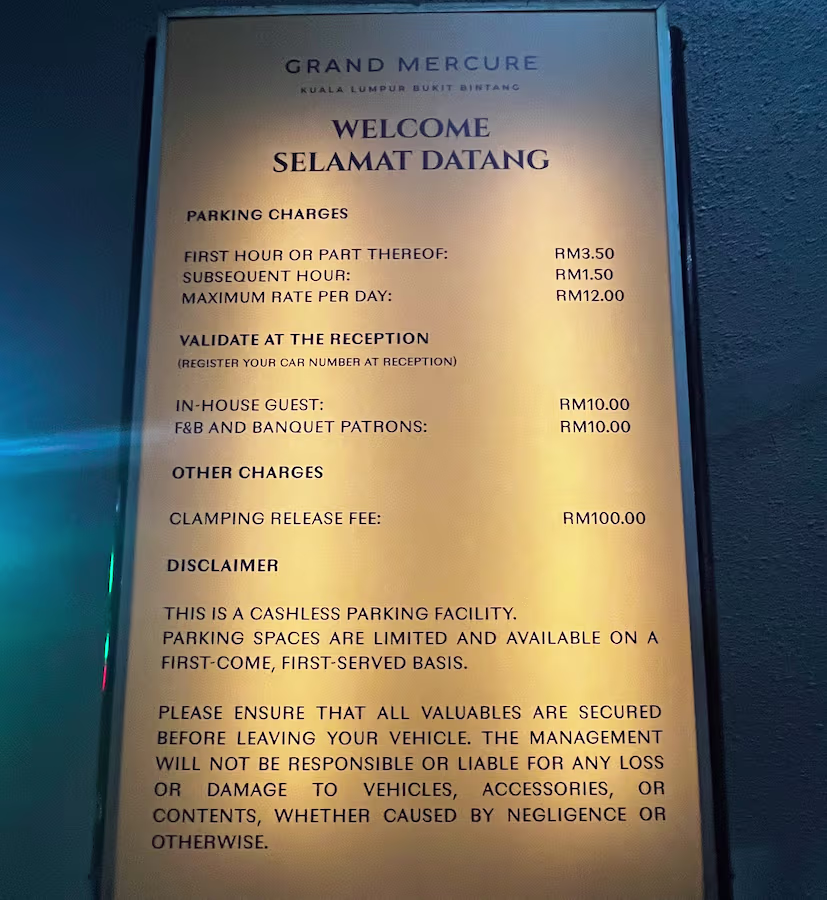 GRAND MERCURE
KUALA LUMPUR BUKIT BINTANG
WELCOME
SELAMAT DATANG
PARKING CHARGES
FIRST HOUR OR PART THEREOF: RM3.50
SUBSEQUENT HOUR: RM1.50
MAXIMUM RATE PER DAY: RM12.00
VALIDATE AT THE RECEPTION
(REGISTER YOUR CAR NUMBER AT RECEPTION)
IN-HOUSE GUEST: RM10.00
F&B AND BANQUET PATRONS: RM10.00
OTHER CHARGES
CLAMPING RELEASE FEE: RM100.00
DISCLAIMER
THIS IS A CASHLESS PARKING FACILITY.
PARKING SPACES ARE LIMITED AND AVAILABLE ON A
FIRST-COME, FIRST-SERVED BASIS.
PLEASE ENSURE THAT ALL VALUABLES ARE SECURED
BEFORE LEAVING YOUR VEHICLE. THE MANAGEMENT
WILL NOT BE RESPONSIBLE OR LIABLE FOR ANY LOSS
OR DAMAGE TO VEHICLES, ACCESSORIES, OR
CONTENTS, WHETHER CAUSED BY NEGLIGENCE OR
OTHERWISE.